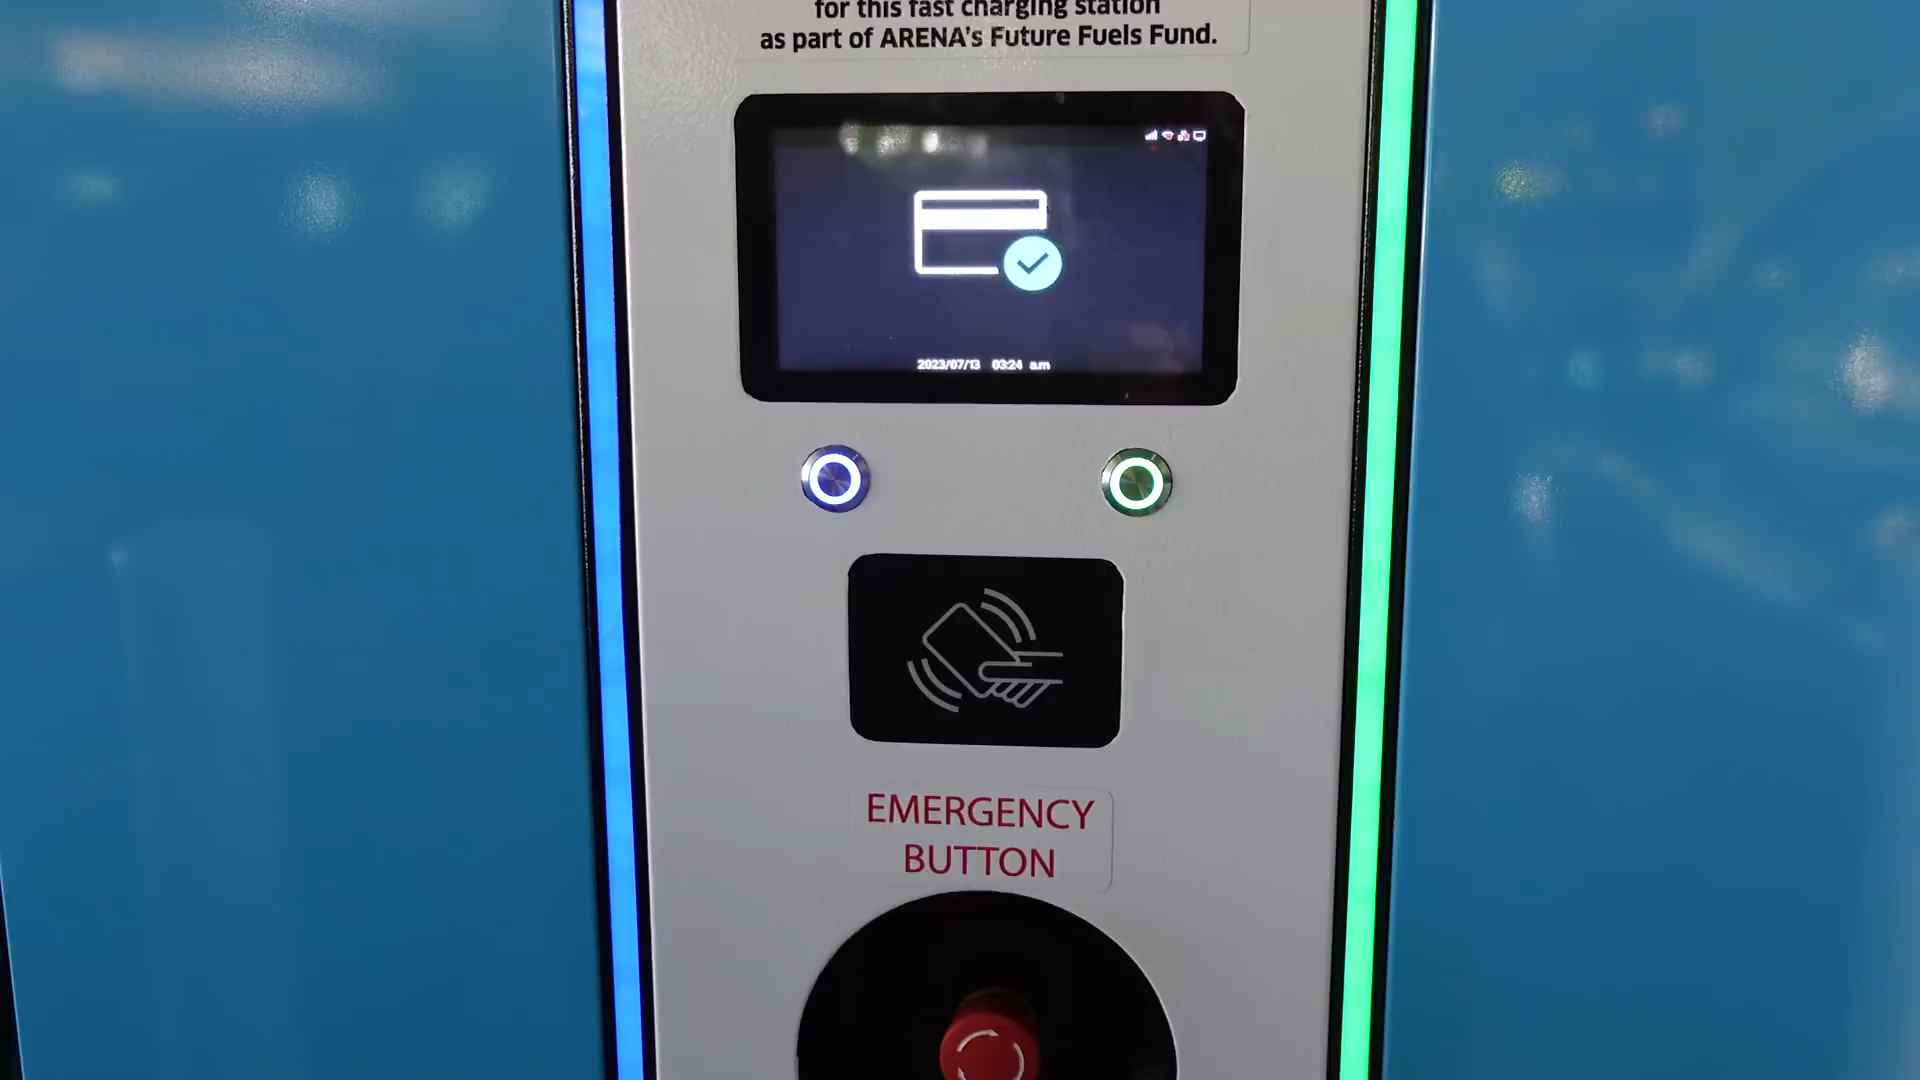 for this fast charging station
as part of ARENA's Future Fuels Fund.
2023/07/13 03:24 am
EMERGENCY
BUTTON